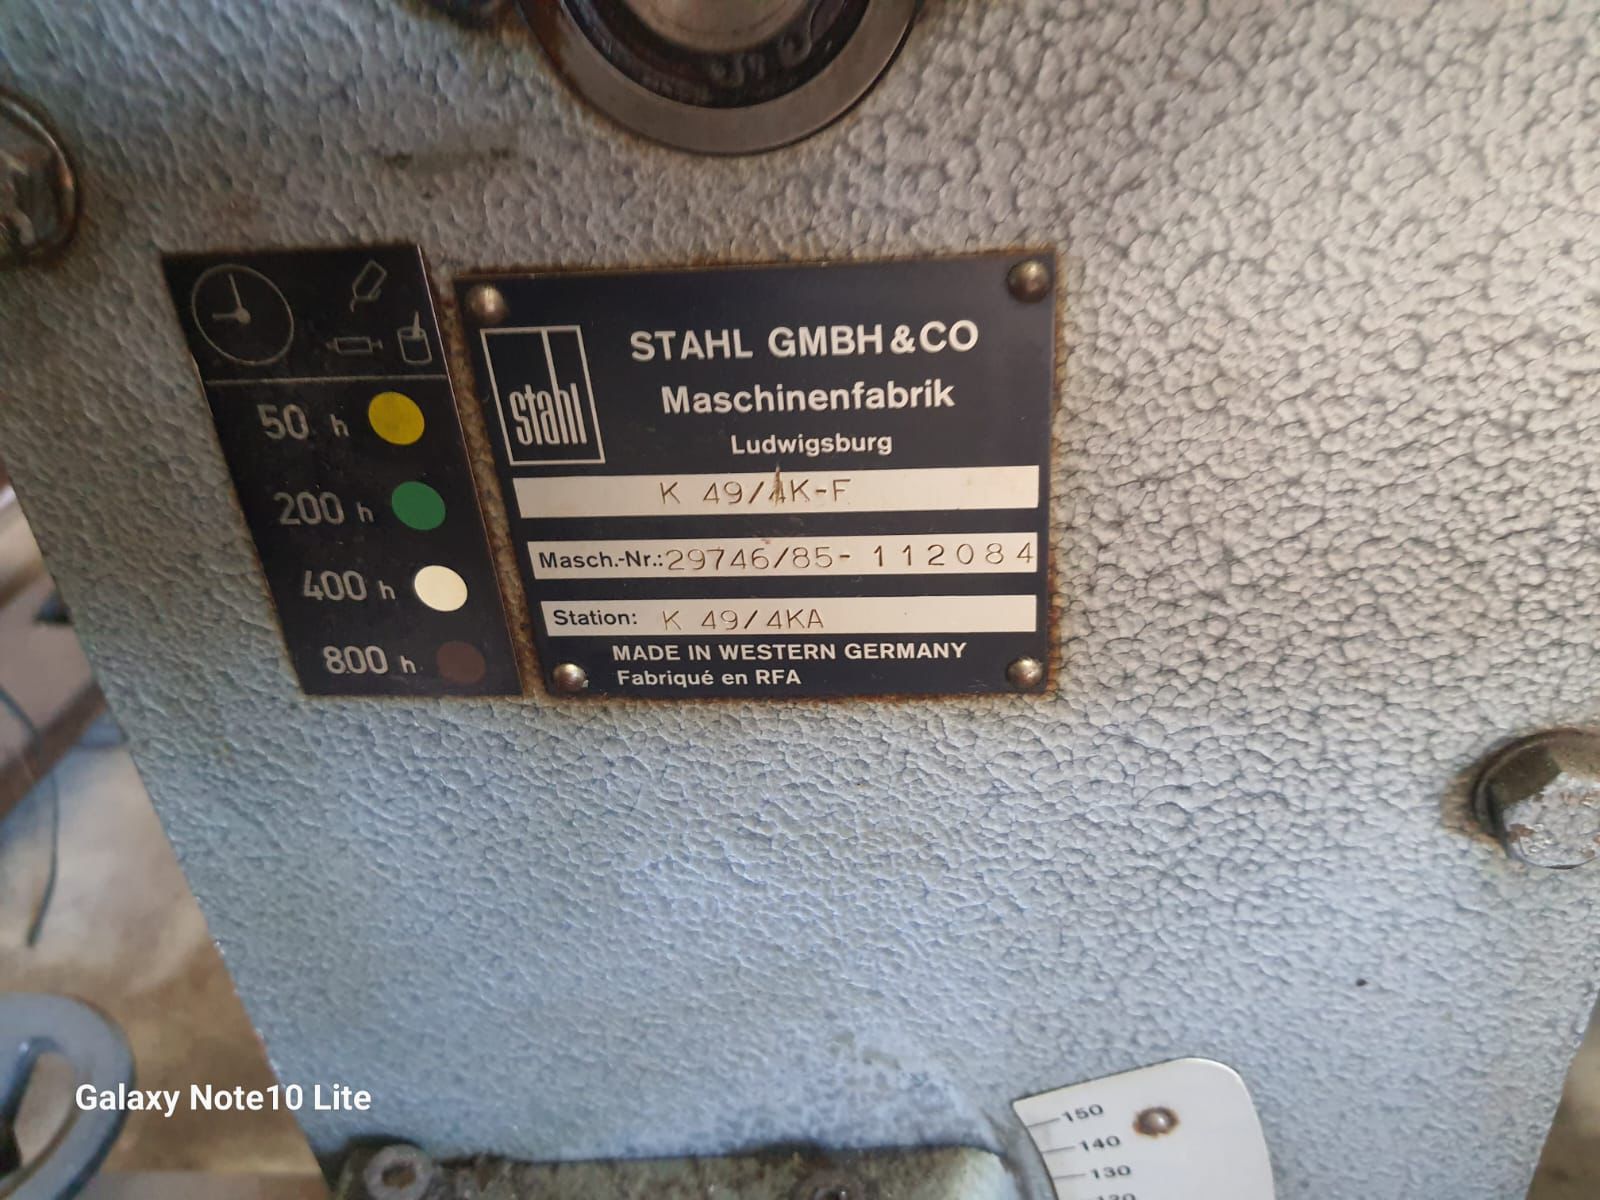 50 h
200 h
400 h
800 h
stahl
STAHL GMBH & CO
Maschinenfabrik
Ludwigsburg
K 49/4K-F
Masch.-Nr.: 29746/85- 112084
Station: K 49/4KA
MADE IN WESTERN GERMANY
Fabriqué en RFA
Galaxy Note10 Lite
150
140
130